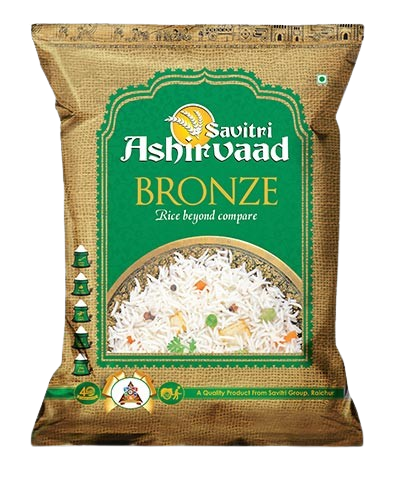 Savitri
Ashirvaad
BRONZE
Rice beyond compare
A Quality Product From Savitri Group, Raichur